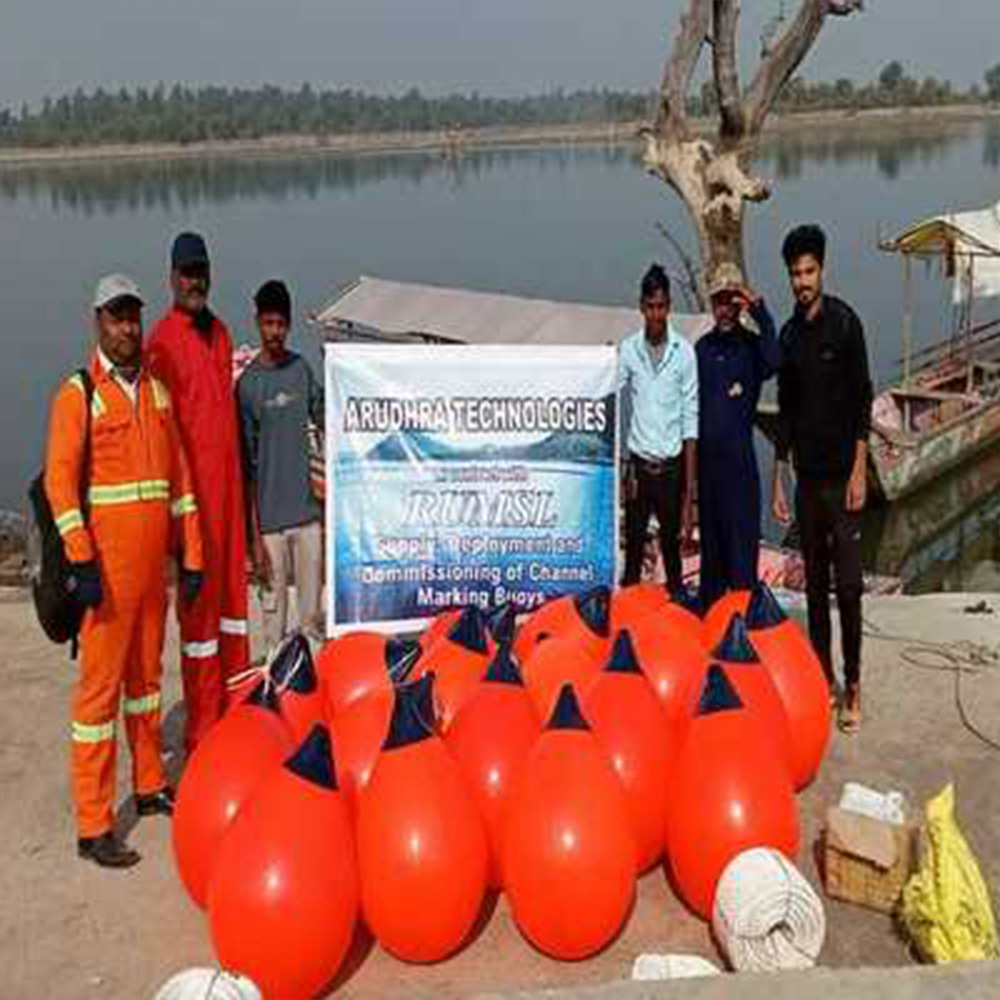 ARUDHRA TECHNOLOGIES
RUMSL
Supply, Deployment and
Commissioning of Channel
Marking Buoys